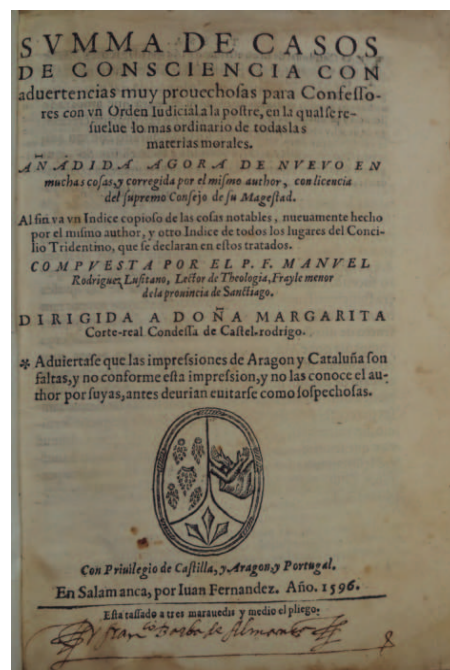 SVMMA DE CASOS
DE CONSCIENCIA CON
aduertencias muy prouechosas para Confesso-
res con vn Orden Iudicial a la postre, en la qual se re-
suelue lo mas ordinario de todas las
materias morales.
AÑADIDA AGORA DE NVEVO EN
muchas cosas, y corregida por el mismo author, con licencia
del supremo Consejo de su Magestad.
Al fin va vn Indice copioso de las cosas notables, nueuamente hecho
por el mismo author, y otro Indice de todos los lugares del Conci-
lio Tridentino, que se declaran en estos tratados.
COMPVESTA POR EL P. F. MANVEL
Rodriguez Lusitano, Lector de Theologia, Frayle menor
de la prouincia de Sanctiago.
DIRIGIDA A DOÑA MARGARITA
Corte-real Condessa de Castel-rodrigo.
* Aduiertase que las impressiones de Aragon y Cataluña son
faltas, y no conforme esta impression, y no las conoce el au-
thor por suyas, antes deurian euitarse como sospechosas.
Con Priuilegio de Castilla, y Aragon, y Portugal.
En Salamanca, por Iuan Fernandez. Año. 1596.
Esta tassado a tres marauedis y medio el pliego.